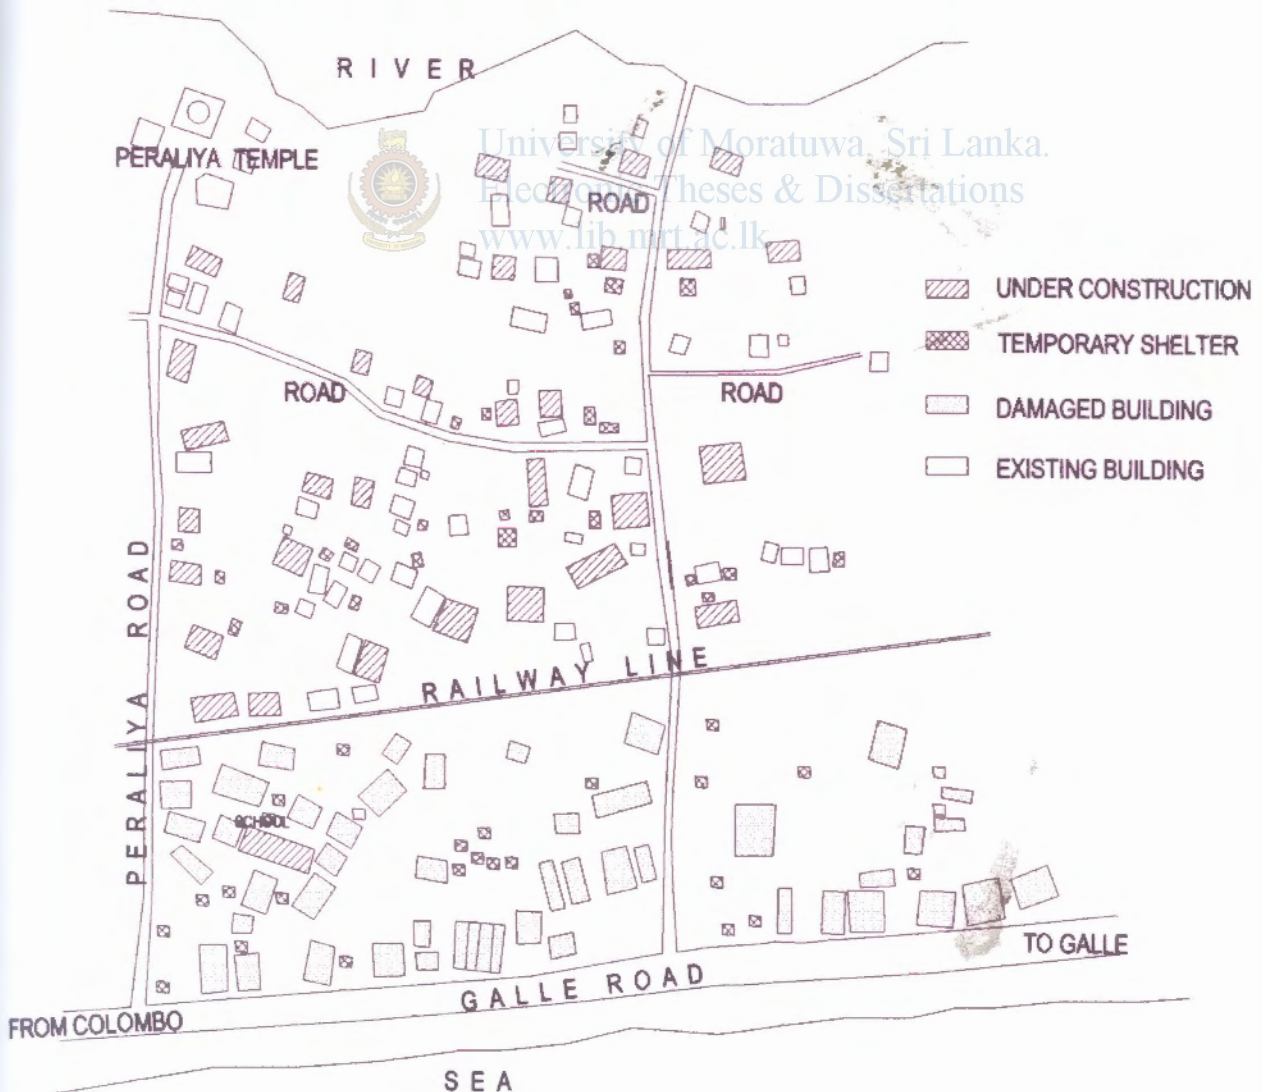 RIVER
University of Moratuwa, Sri Lanka.
Electronic Theses & Dissertations
www.lib.mrt.ac.lk
PERALIYA TEMPLE
ROAD
UNDER CONSTRUCTION
TEMPORARY SHELTER
DAMAGED BUILDING
EXISTING BUILDING
ROAD
ROAD
PERALIYA ROAD
RAILWAY LINE
SCHOOL
TO GALLE
GALLE ROAD
FROM COLOMBO
SEA